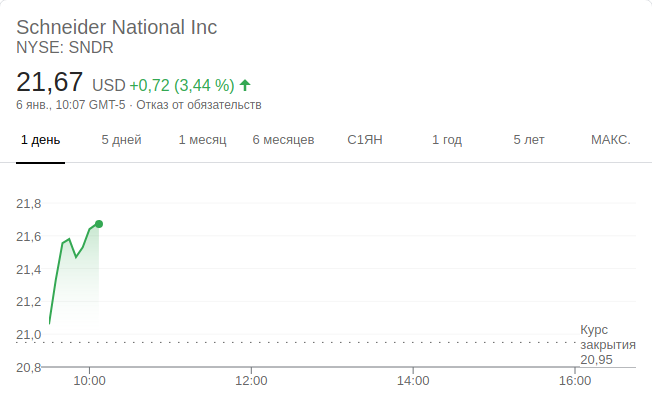 Schneider National Inc
NYSE: SNDR
21,67 USD +0,72 (3,44 %)
6 янв., 10:07 GMT-5 · Отказ от обязательств
1 день 5 дней 1 месяц 6 месяцев С1ЯН 1 год 5 лет МАКС.
21,8
21,6
21,4
21,2
21,0
20,8
Курс
закрытия
20,95
10:00 12:00 14:00 16:00